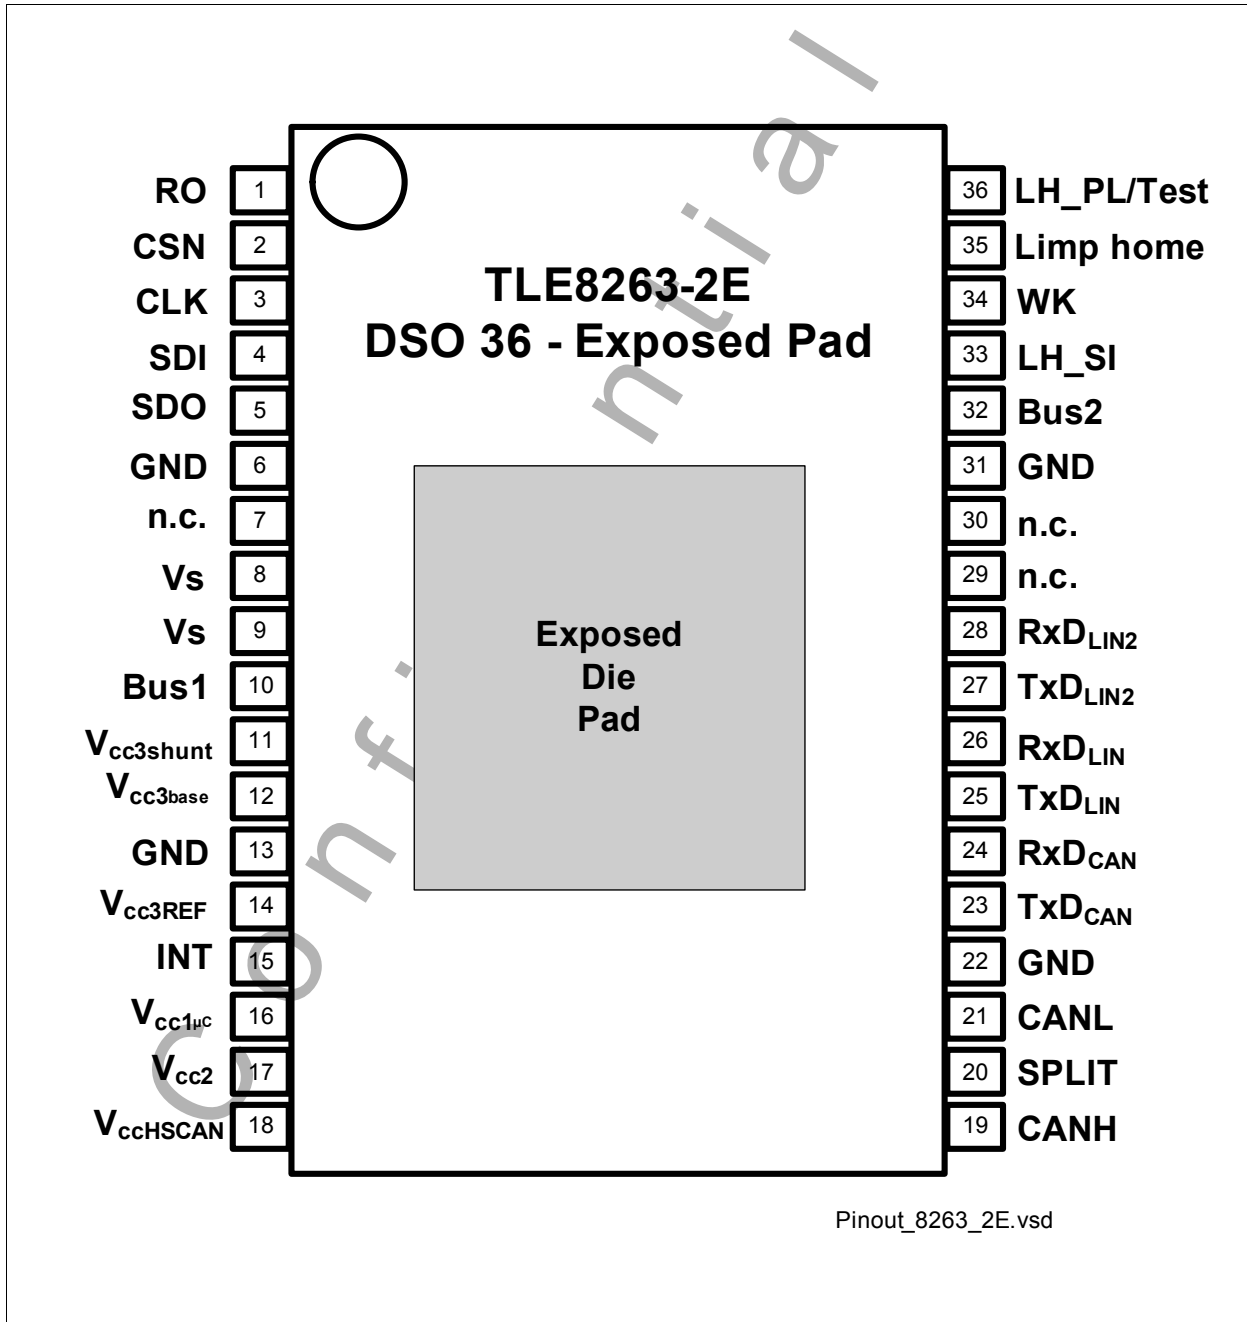 TLE8263-2E
DSO 36 - Exposed Pad
Exposed
Die
Pad
RO 1
CSN 2
CLK 3
SDI 4
SDO 5
GND 6
n.c. 7
Vs 8
Vs 9
Bus1 10
Vcc3shunt 11
Vcc3base 12
GND 13
Vcc3REF 14
INT 15
Vcc1µC 16
Vcc2 17
VccHSCAN 18
36 LH_PL/Test
35 Limp home
34 WK
33 LH_SI
32 Bus2
31 GND
30 n.c.
29 n.c.
28 RxDLIN2
27 TxDLIN2
26 RxDLIN
25 TxDLIN
24 RxDCAN
23 TxDCAN
22 GND
21 CANL
20 SPLIT
19 CANH
Pinout_8263_2E.vsd